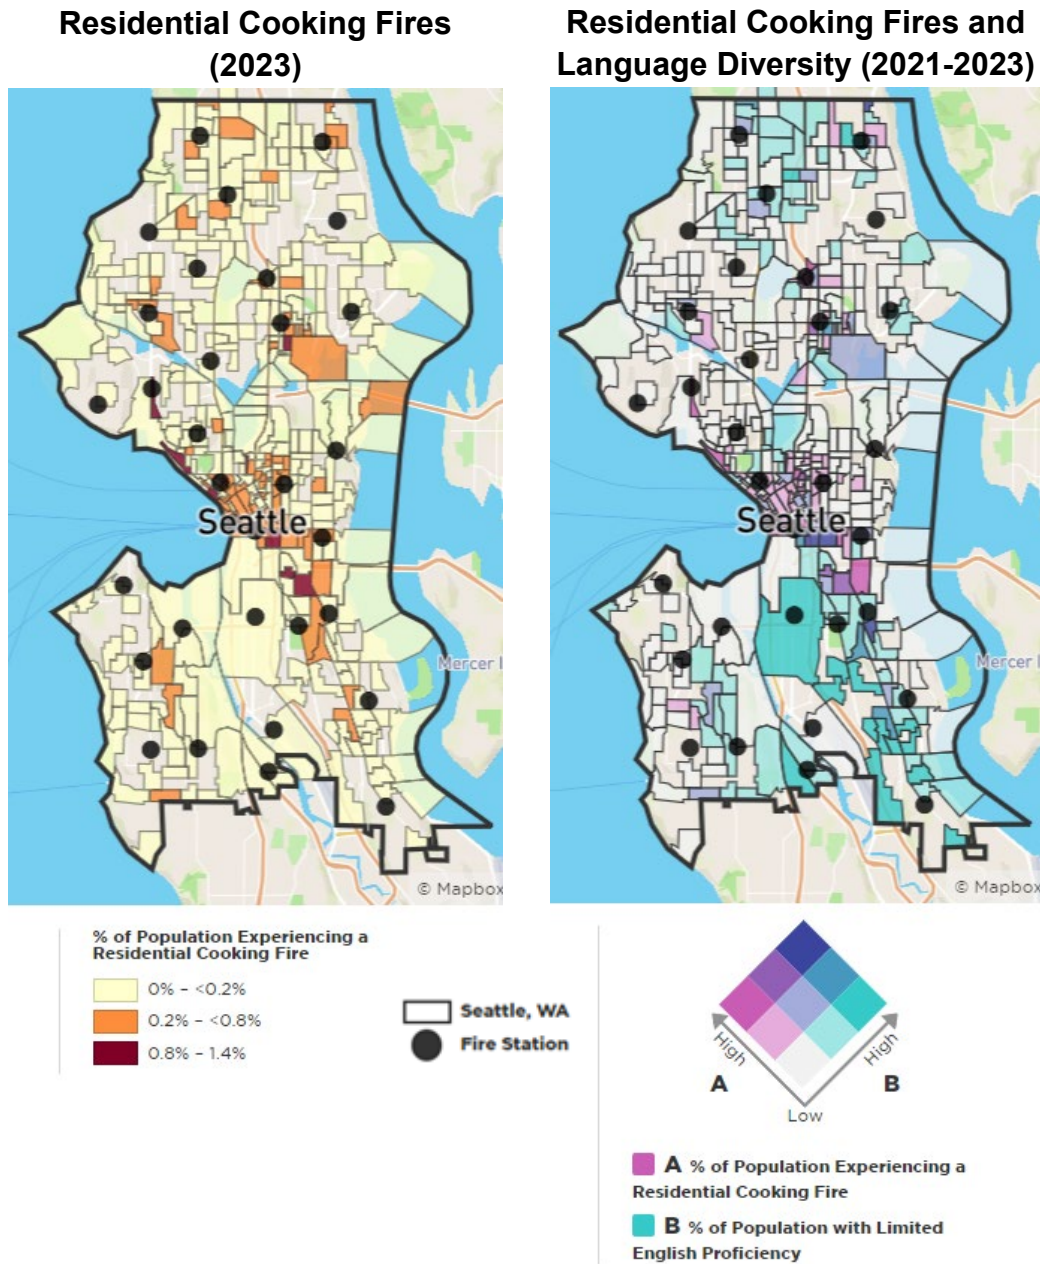 Residential Cooking Fires
(2023)
Residential Cooking Fires and
Language Diversity (2021-2023)
Seattle
Mercer
© Mapbox
Seattle
Mercer
© Mapbox
% of Population Experiencing a
Residential Cooking Fire
0% – <0.2%
0.2% – <0.8%
0.8% – 1.4%
Seattle, WA
Fire Station
High
High
A
B
Low
A % of Population Experiencing a
Residential Cooking Fire
B % of Population with Limited
English Proficiency